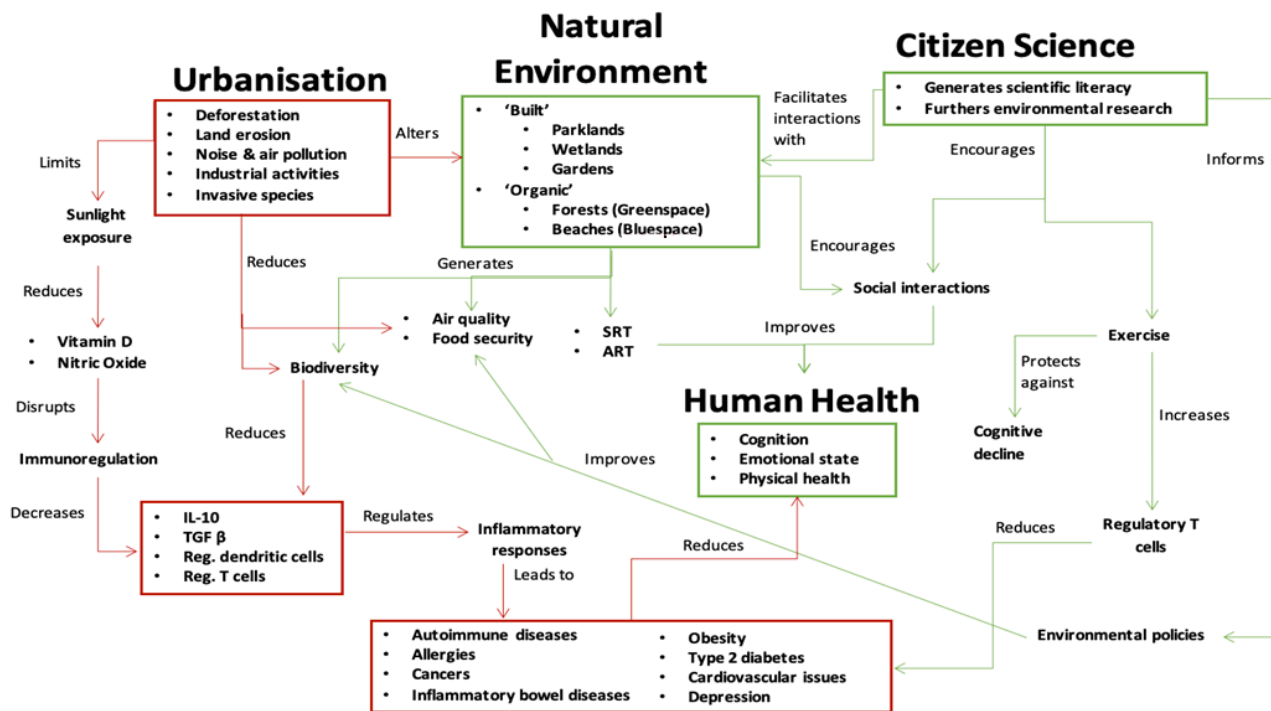 Natural
Environment
Citizen Science
Urbanisation
• Generates scientific literacy
• Furthers environmental research
• Deforestation
• Land erosion
• Noise & air pollution
• Industrial activities
• Invasive species
Alters
• ‘Built’
• Parklands
• Wetlands
• Gardens
• ‘Organic’
• Forests (Greenspace)
• Beaches (Bluespace)
Facilitates
interactions
with
Encourages
Informs
Limits
Sunlight
exposure
Reduces
Generates
Encourages
Social interactions
Reduces
• Vitamin D
• Nitric Oxide
• Air quality
• Food security
• SRT
• ART
Improves
Exercise
Biodiversity
Protects
against
Increases
Disrupts
Reduces
Human Health
• Cognition
• Emotional state
• Physical health
Cognitive
decline
Immunoregulation
Improves
Decreases
• IL-10
• TGF β
• Reg. dendritic cells
• Reg. T cells
Regulates
Inflammatory
responses
Reduces
Reduces
Regulatory T
cells
Leads to
• Autoimmune diseases
• Allergies
• Cancers
• Inflammatory bowel diseases
• Obesity
• Type 2 diabetes
• Cardiovascular issues
• Depression
Environmental policies